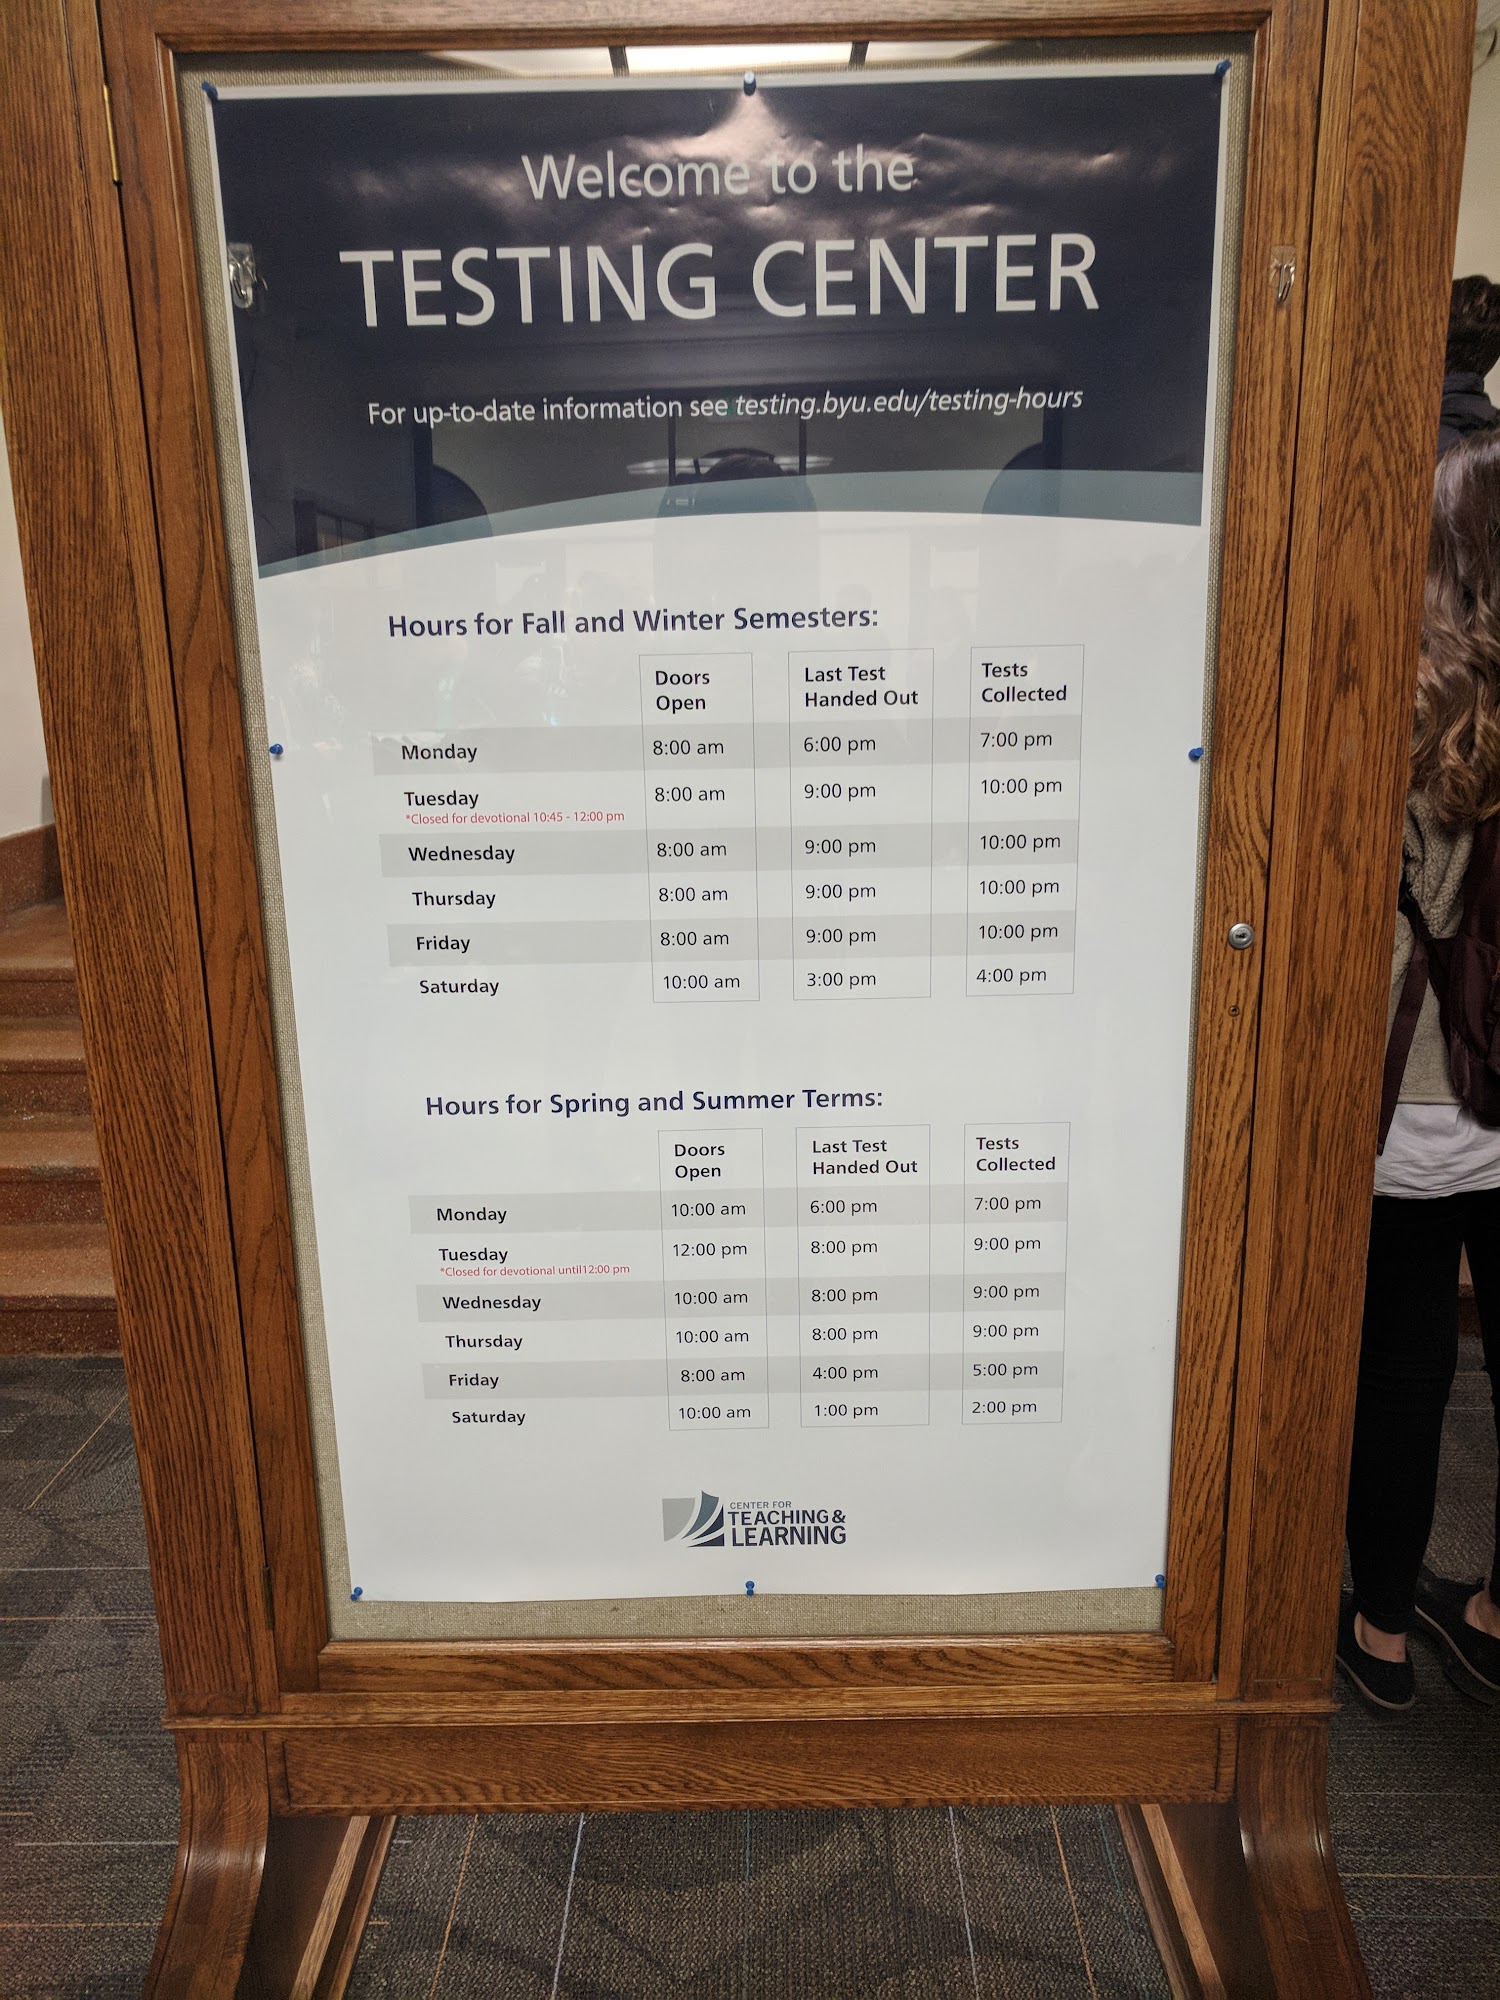 Welcome to the
TESTING CENTER
For up-to-date information see testing.byu.edu/testing-hours
Hours for Fall and Winter Semesters:
Doors Open Last Test Handed Out Tests Collected
Monday 8:00 am 6:00 pm 7:00 pm
Tuesday 8:00 am 9:00 pm 10:00 pm
*Closed for devotional 10:45 - 12:00 pm
Wednesday 8:00 am 9:00 pm 10:00 pm
Thursday 8:00 am 9:00 pm 10:00 pm
Friday 8:00 am 9:00 pm 10:00 pm
Saturday 10:00 am 3:00 pm 4:00 pm
Hours for Spring and Summer Terms:
Doors Open Last Test Handed Out Tests Collected
Monday 10:00 am 6:00 pm 7:00 pm
Tuesday 12:00 pm 8:00 pm 9:00 pm
*Closed for devotional until12:00 pm
Wednesday 10:00 am 8:00 pm 9:00 pm
Thursday 10:00 am 8:00 pm 9:00 pm
Friday 8:00 am 4:00 pm 5:00 pm
Saturday 10:00 am 1:00 pm 2:00 pm
CENTER FOR
TEACHING &
LEARNING